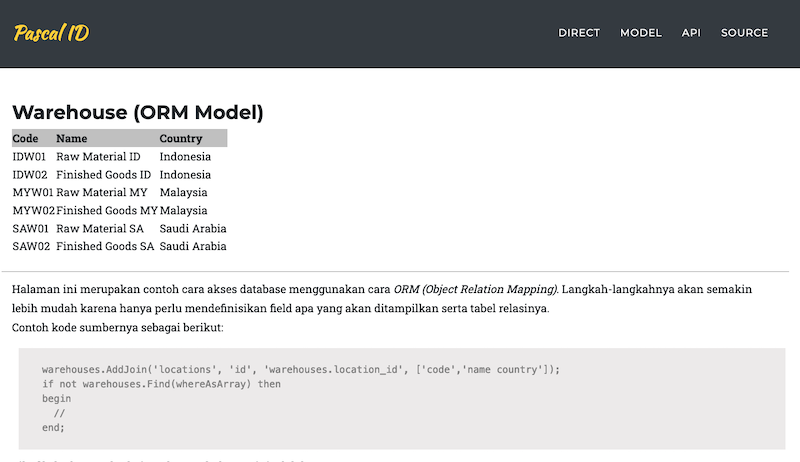 Pascal ID
DIRECT MODEL API SOURCE
Warehouse (ORM Model)
Code Name Country
IDW01 Raw Material ID Indonesia
IDW02 Finished Goods ID Indonesia
MYW01 Raw Material MY Malaysia
MYW02 Finished Goods MY Malaysia
SAW01 Raw Material SA Saudi Arabia
SAW02 Finished Goods SA Saudi Arabia
Halaman ini merupakan contoh cara akses database menggunakan cara ORM (Object Relation Mapping). Langkah-langkahnya akan semakin
lebih mudah karena hanya perlu mendefinisikan field apa yang akan ditampilkan serta tabel relasinya.
Contoh kode sumbernya sebagai berikut:
warehouses.AddJoin('locations', 'id', 'warehouses.location_id', ['code','name country']);
if not warehouses.Find(whereAsArray) then
begin
//
end;